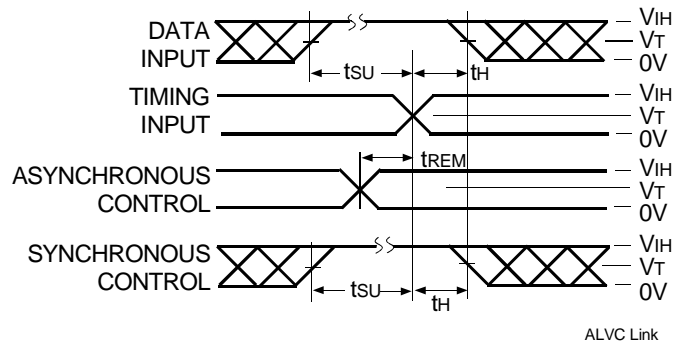 DATA
INPUT
tSU
tH
VIH
VT
0V
TIMING
INPUT
VIH
VT
0V
tREM
ASYNCHRONOUS
CONTROL
VIH
VT
0V
SYNCHRONOUS
CONTROL
tSU
tH
VIH
VT
0V
ALVC Link